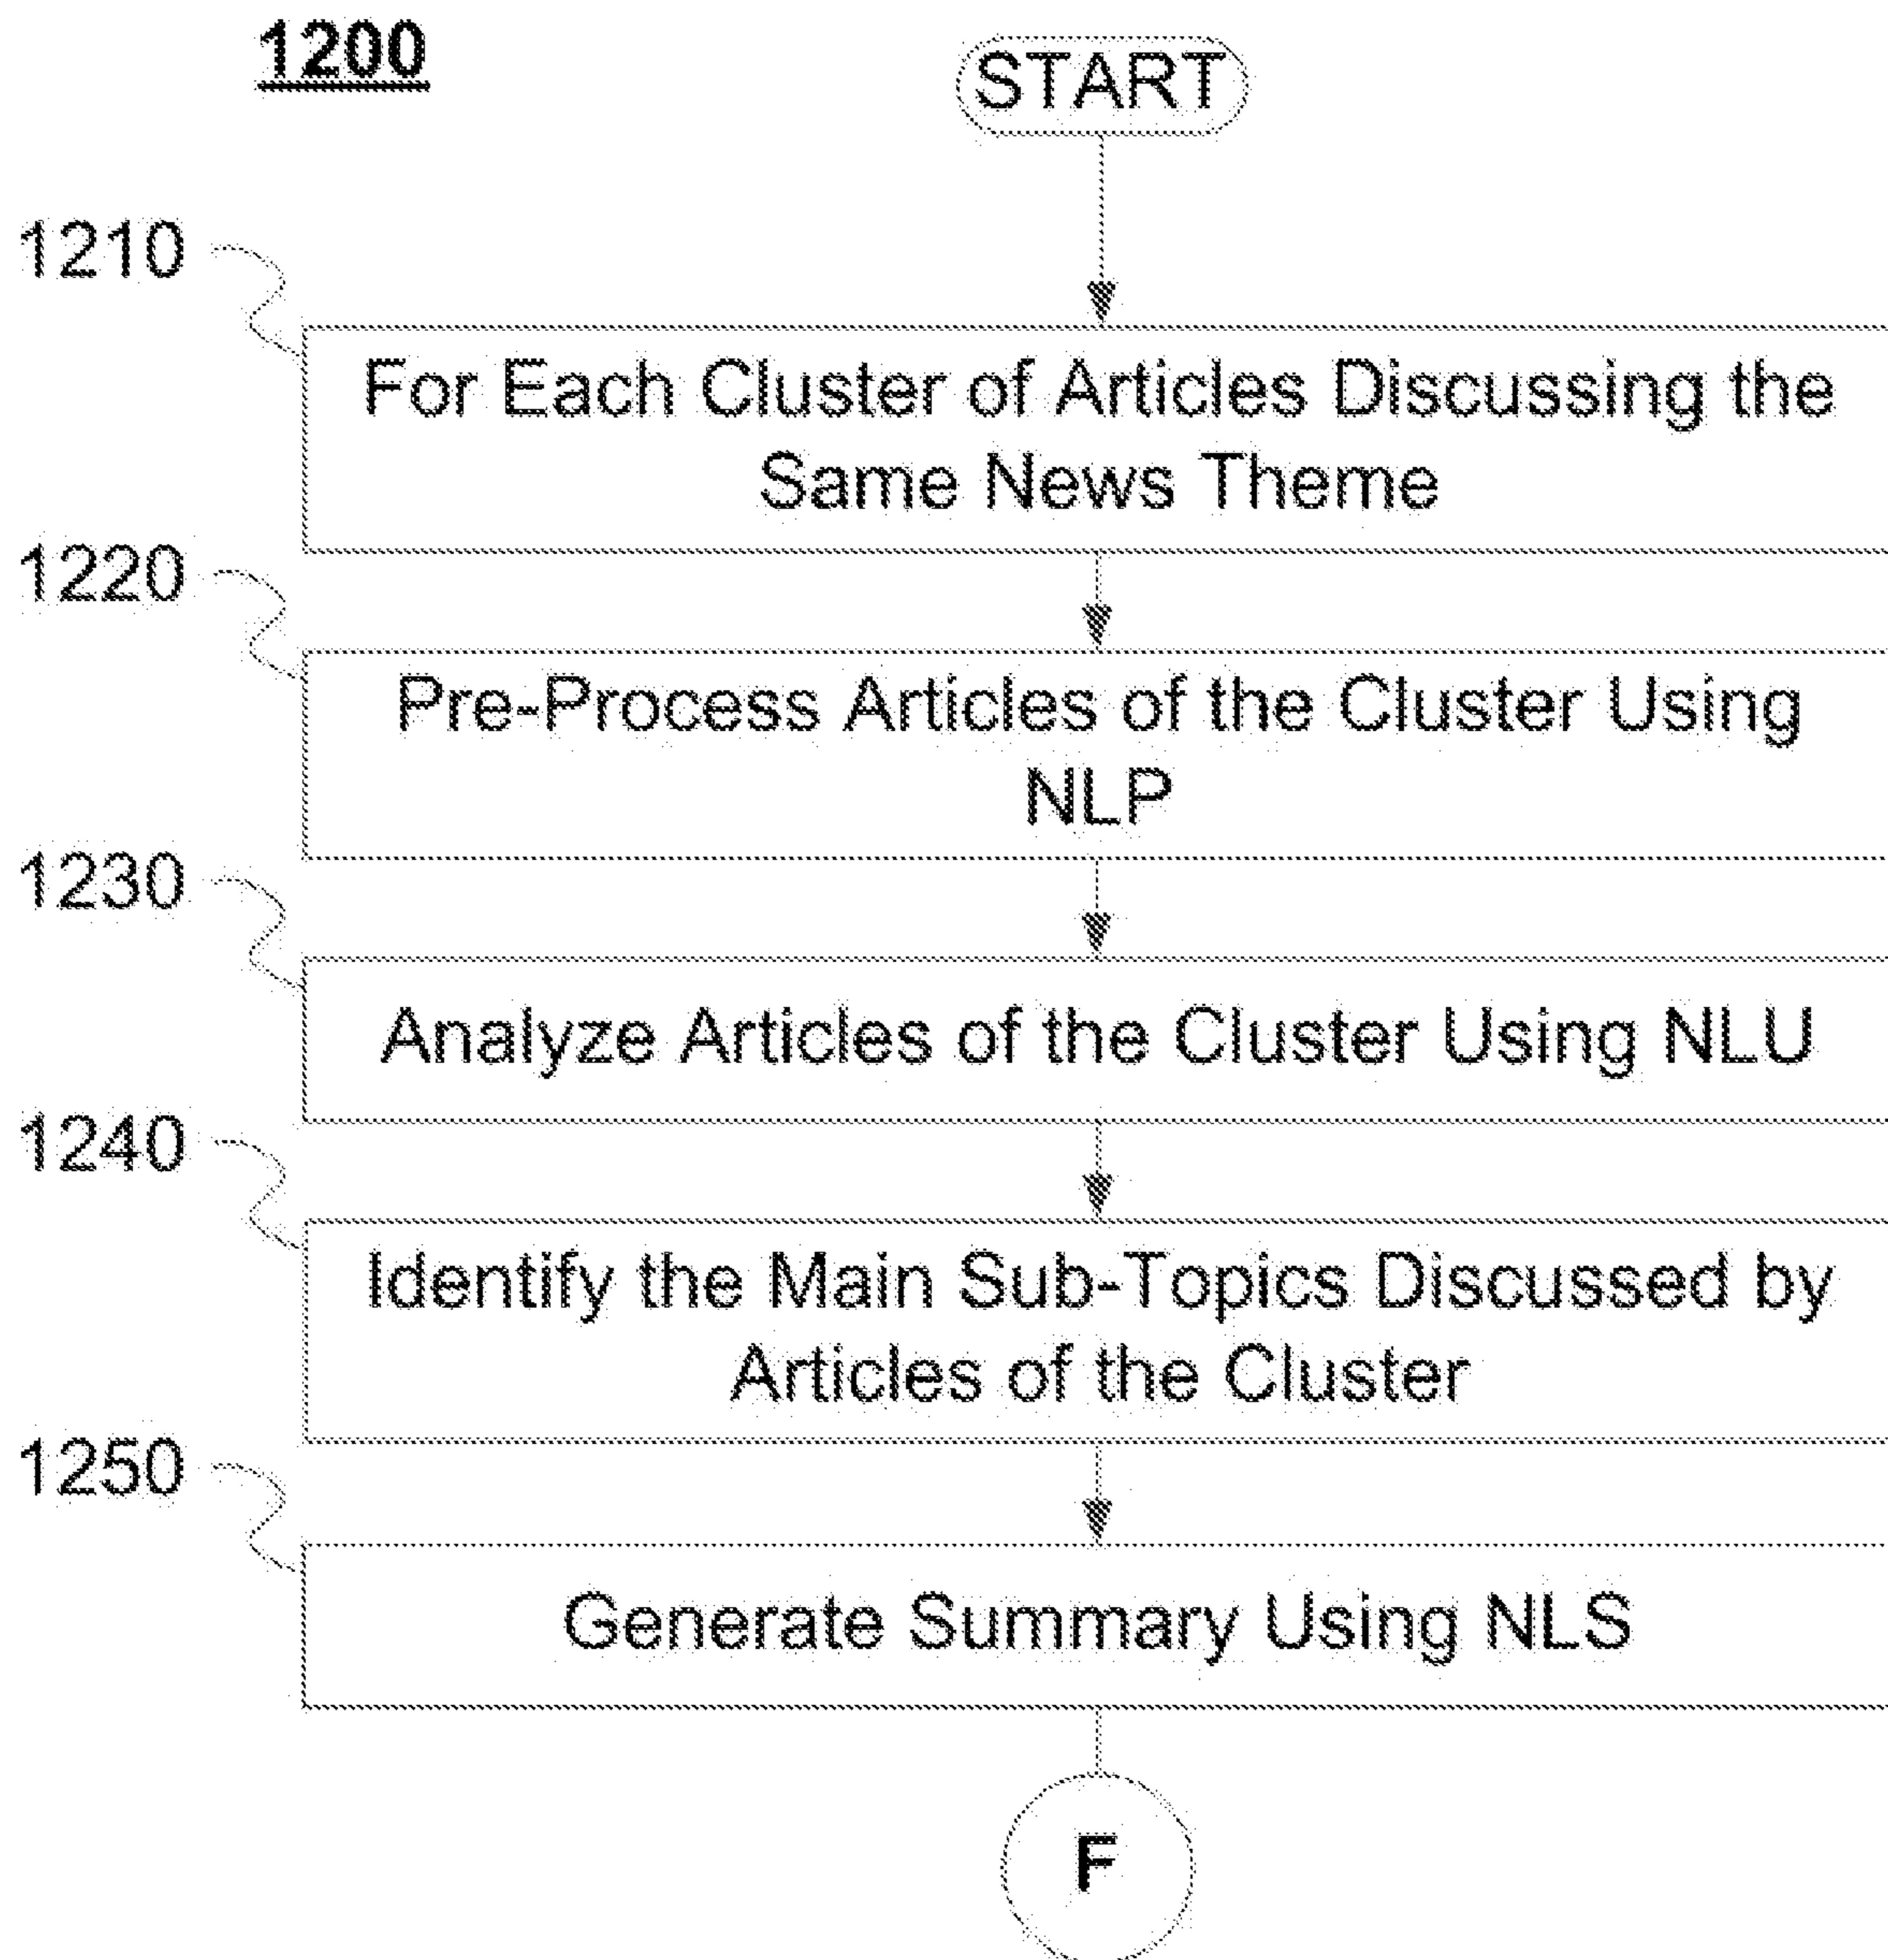 1200
START
1210
For Each Cluster of Articles Discussing the
Same News Theme
1220
Pre-Process Articles of the Cluster Using
NLP
1230
Analyze Articles of the Cluster Using NLU
1240
Identify the Main Sub-Topics Discussed by
Articles of the Cluster
1250
Generate Summary Using NLS
F